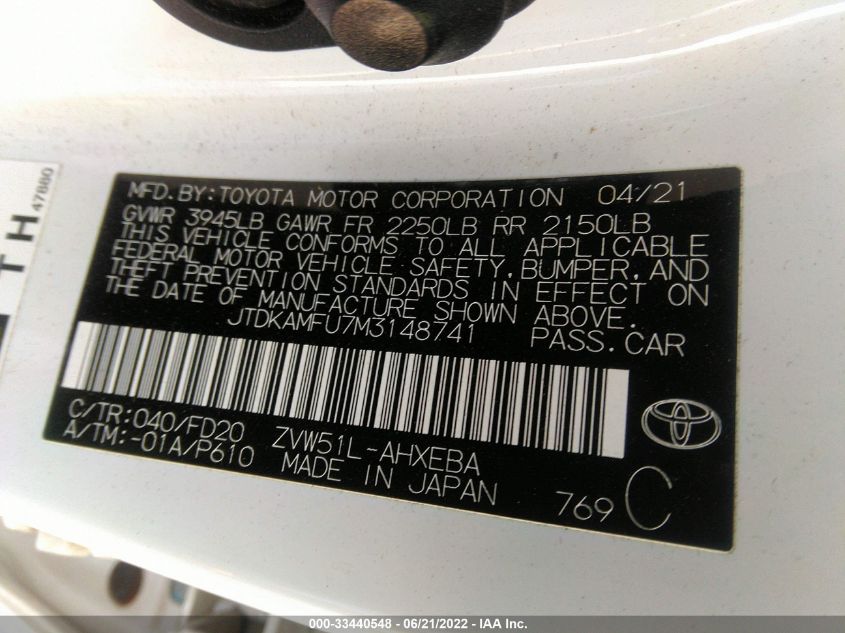 TH
47880
MFD.BY:TOYOTA MOTOR CORPORATION 04/21
GVWR 3945LB GAWR FR 2250LB RR 2150LB
THIS VEHICLE CONFORMS TO ALL APPLICABLE
FEDERAL MOTOR VEHICLE SAFETY,BUMPER,AND
THEFT PREVENTION STANDARDS IN EFFECT ON
THE DATE OF MANUFACTURE SHOWN ABOVE.
JTDKAMFU7M3148741 PASS.CAR
C/TR:040/FD20 ZVW51L-AHXEBA
A/TM:-01A/P610 MADE IN JAPAN
769 C
000-33440548 - 06/21/2022 - IAA Inc.